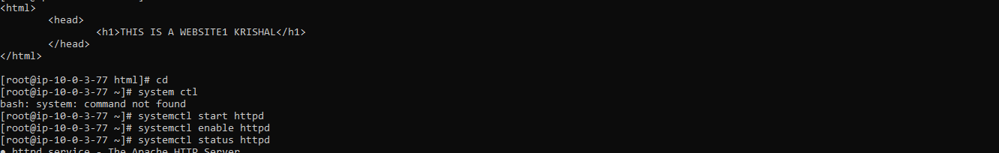 <html>
<head>
<h1>THIS IS A WEBSITE1 KRISHAL</h1>
</head>
</html>
[root@ip-10-0-3-77 html]# cd
[root@ip-10-0-3-77 ~]# system ctl
bash: system: command not found
[root@ip-10-0-3-77 ~]# systemctl start httpd
[root@ip-10-0-3-77 ~]# systemctl enable httpd
[root@ip-10-0-3-77 ~]# systemctl status httpd
● httpd.service - The Apache HTTP Server